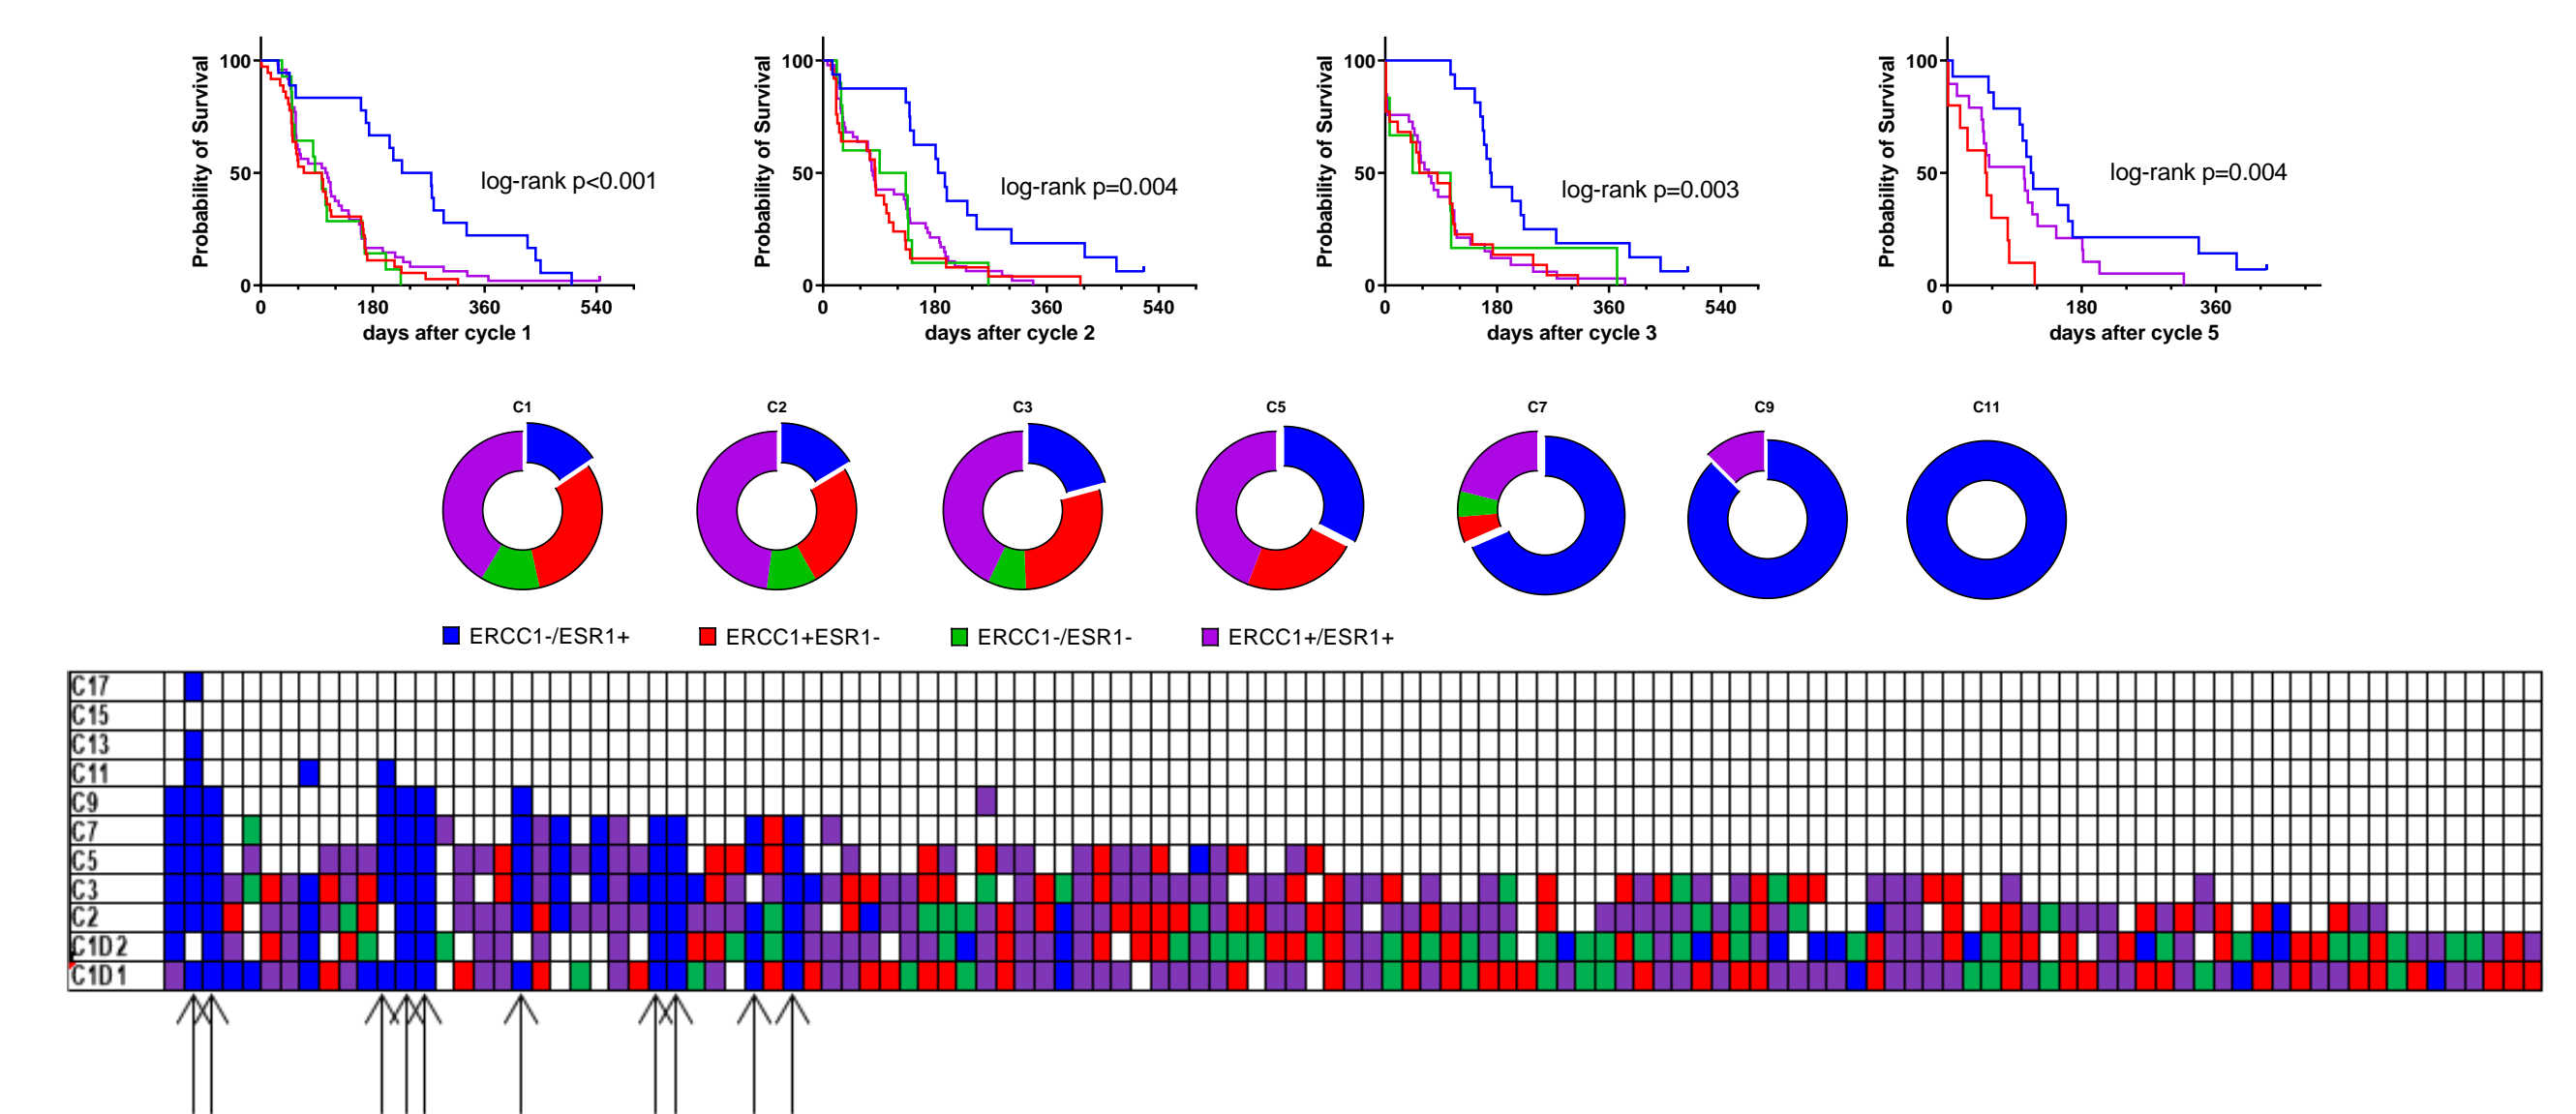 Probability of Survival
100
50
0
0 180 360 540
days after cycle 1
log-rank p<0.001
Probability of Survival
100
50
0
0 180 360 540
days after cycle 2
log-rank p=0.004
Probability of Survival
100
50
0
0 180 360 540
days after cycle 3
log-rank p=0.003
Probability of Survival
100
50
0
0 180 360
days after cycle 5
log-rank p=0.004
C1 C2 C3 C5 C7 C9 C11
ERCC1-/ESR1+ ERCC1+ESR1- ERCC1-/ESR1- ERCC1+/ESR1+
C17
C15
C13
C11
C9
C7
C5
C3
C2
C1D2
C1D1